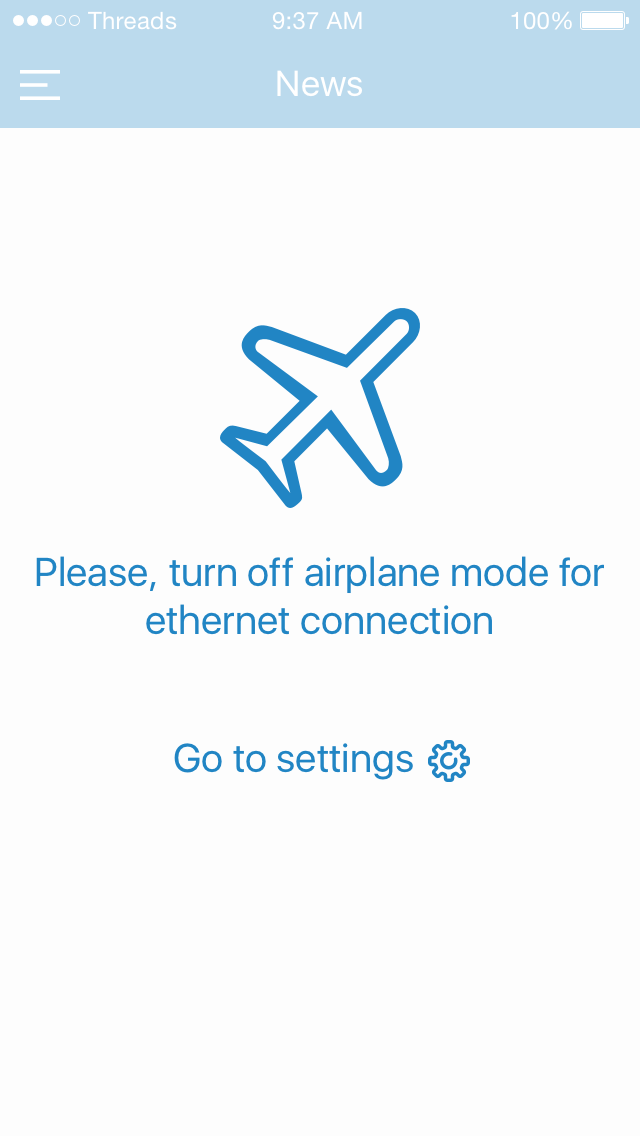 Threads 9:37 AM 100%
News
Please, turn off airplane mode for
ethernet connection
Go to settings